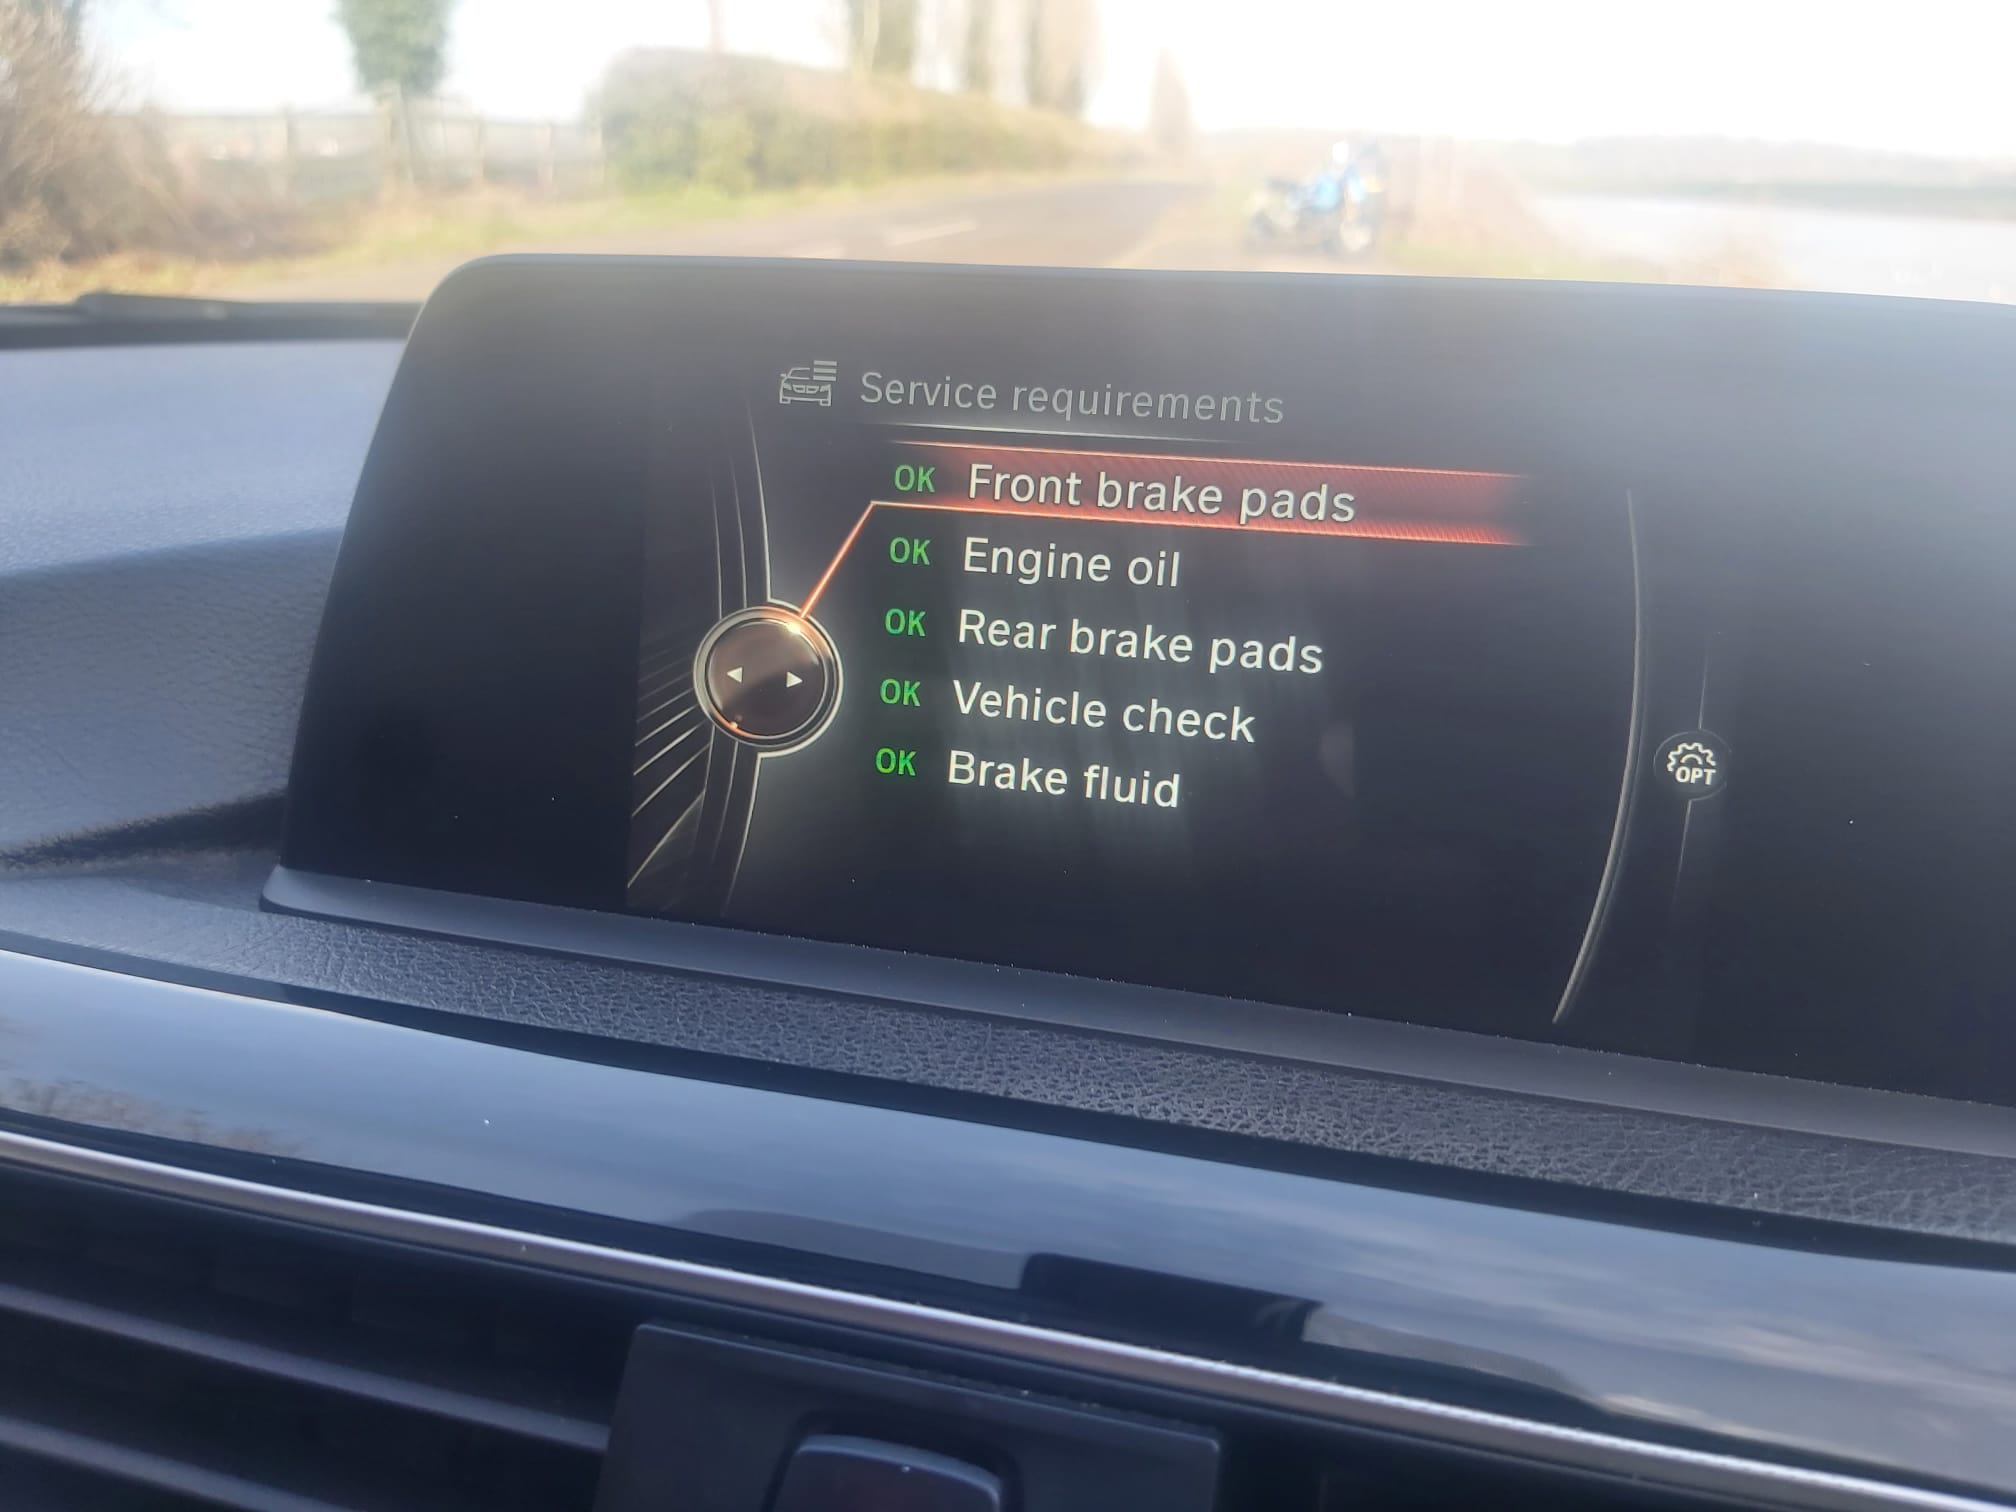 Service requirements
OK Front brake pads
OK Engine oil
OK Rear brake pads
OK Vehicle check
OK Brake fluid
OPT